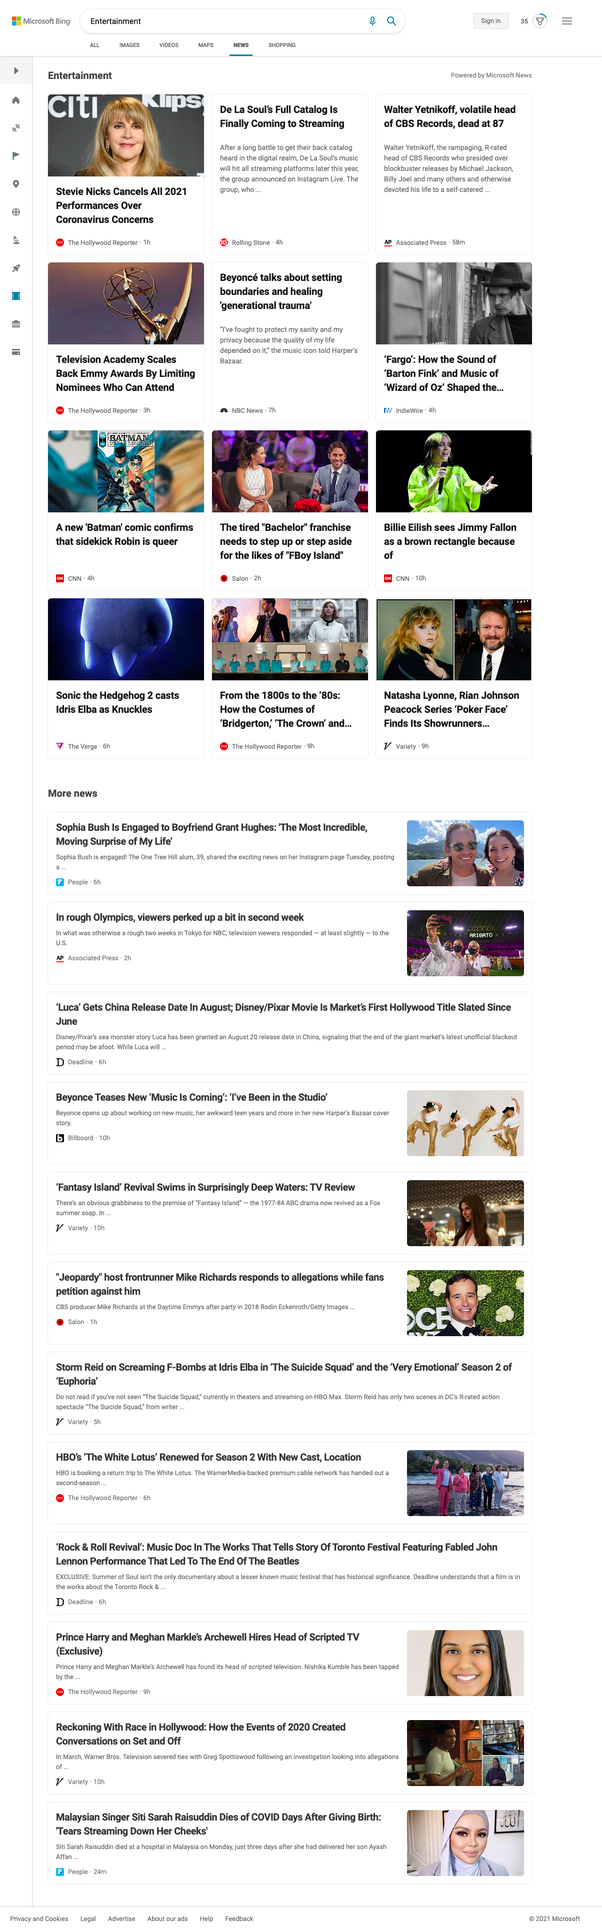 Microsoft Bing
Entertainment
Sign in
35
ALL
IMAGES
VIDEOS
MAPS
NEWS
SHOPPING
Entertainment
Powered by Microsoft News
citi
Klips
Stevie Nicks Cancels All 2021
Performances Over
Coronavirus Concerns
The Hollywood Reporter · 1h
De La Soul's Full Catalog Is
Finally Coming to Streaming
After a long battle to get their back catalog
heard in the digital realm, De La Soul's music
will hit all streaming platforms later this year,
the group announced on Instagram Live. The
group, who ...
Rolling Stone · 4h
Walter Yetnikoff, volatile head
of CBS Records, dead at 87
Walter Yetnikoff, the rampaging, R-rated
head of CBS Records who presided over
blockbuster releases by Michael Jackson,
Billy Joel and many others and otherwise
devoted his life to a self-catered ...
AP Associated Press · 58m
Television Academy Scales
Back Emmy Awards By Limiting
Nominees Who Can Attend
The Hollywood Reporter · 3h
Beyoncé talks about setting
boundaries and healing
'generational trauma'
"I've fought to protect my sanity and my
privacy because the quality of my life
depended on it," the music icon told Harper's
Bazaar.
NBC News · 7h
'Fargo': How the Sound of
'Barton Fink' and Music of
'Wizard of Oz' Shaped the...
IW IndieWire · 4h
BATMAN:
A new 'Batman' comic confirms
that sidekick Robin is queer
CNN · 4h
The tired "Bachelor" franchise
needs to step up or step aside
for the likes of "FBoy Island"
Salon · 2h
Billie Eilish sees Jimmy Fallon
as a brown rectangle because
of
CNN · 10h
Sonic the Hedgehog 2 casts
Idris Elba as Knuckles
The Verge · 6h
From the 1800s to the '80s:
How the Costumes of
'Bridgerton,' 'The Crown' and...
The Hollywood Reporter · 9h
Natasha Lyonne, Rian Johnson
Peacock Series 'Poker Face'
Finds Its Showrunners...
Variety · 9h
More news
Sophia Bush Is Engaged to Boyfriend Grant Hughes: 'The Most Incredible,
Moving Surprise of My Life'
Sophia Bush is engaged! The One Tree Hill alum, 39, shared the exciting news on her Instagram page Tuesday, posting
a ...
People · 6h
In rough Olympics, viewers perked up a bit in second week
In what was otherwise a rough two weeks in Tokyo for NBC, television viewers responded — at least slightly — to the
U.S.
AP Associated Press · 2h
ARIGATO
'Luca' Gets China Release Date In August; Disney/Pixar Movie Is Market's First Hollywood Title Slated Since
June
Disney/Pixar's sea monster story Luca has been granted an August 20 release date in China, signaling that the end of the giant market's latest unofficial blackout
period may be afoot. While Luca will ...
Deadline · 6h
Beyonce Teases New 'Music Is Coming': 'I've Been in the Studio'
Beyonce opens up about working on new music, her awkward teen years and more in her new Harper's Bazaar cover
story.
Billboard · 10h
'Fantasy Island' Revival Swims in Surprisingly Deep Waters: TV Review
There's an obvious grabbiness to the premise of "Fantasy Island" — the 1977-84 ABC drama now revived as a Fox
summer soap. In ...
Variety · 10h
"Jeopardy" host frontrunner Mike Richards responds to allegations while fans
petition against him
CBS producer Mike Richards at the Daytime Emmys after party in 2018 Rodin Eckenroth/Getty Images ...
Salon · 1h
Storm Reid on Screaming F-Bombs at Idris Elba in 'The Suicide Squad' and the 'Very Emotional' Season 2 of
'Euphoria'
Do not read if you've not seen "The Suicide Squad," currently in theaters and streaming on HBO Max. Storm Reid has only two scenes in DC's R-rated action
spectacle "The Suicide Squad," from writer ...
Variety · 5h
HBO's 'The White Lotus' Renewed for Season 2 With New Cast, Location
HBO is booking a return trip to The White Lotus. The WarnerMedia-backed premium cable network has handed out a
second-season ...
The Hollywood Reporter · 6h
'Rock & Roll Revival': Music Doc In The Works That Tells Story Of Toronto Festival Featuring Fabled John
Lennon Performance That Led To The End Of The Beatles
EXCLUSIVE: Summer of Soul isn't the only documentary about a lesser known music festival that has historical significance. Deadline understands that a film is in
the works about the Toronto Rock & ...
Deadline · 6h
Prince Harry and Meghan Markle's Archewell Hires Head of Scripted TV
(Exclusive)
Prince Harry and Meghan Markle's Archewell has found its head of scripted television. Nishika Kumble has been tapped
by the ...
The Hollywood Reporter · 9h
Reckoning With Race in Hollywood: How the Events of 2020 Created
Conversations on Set and Off
In March, Warner Bros. Television severed ties with Greg Spottiswood following an investigation looking into allegations
of ...
Variety · 10h
Malaysian Singer Siti Sarah Raisuddin Dies of COVID Days After Giving Birth:
'Tears Streaming Down Her Cheeks'
Siti Sarah Raisuddin died at a hospital in Malaysia on Monday, just three days after she had delivered her son Ayash
Affan ...
People · 24m
Privacy and Cookies
Legal
Advertise
About our ads
Help
Feedback
© 2021 Microsoft